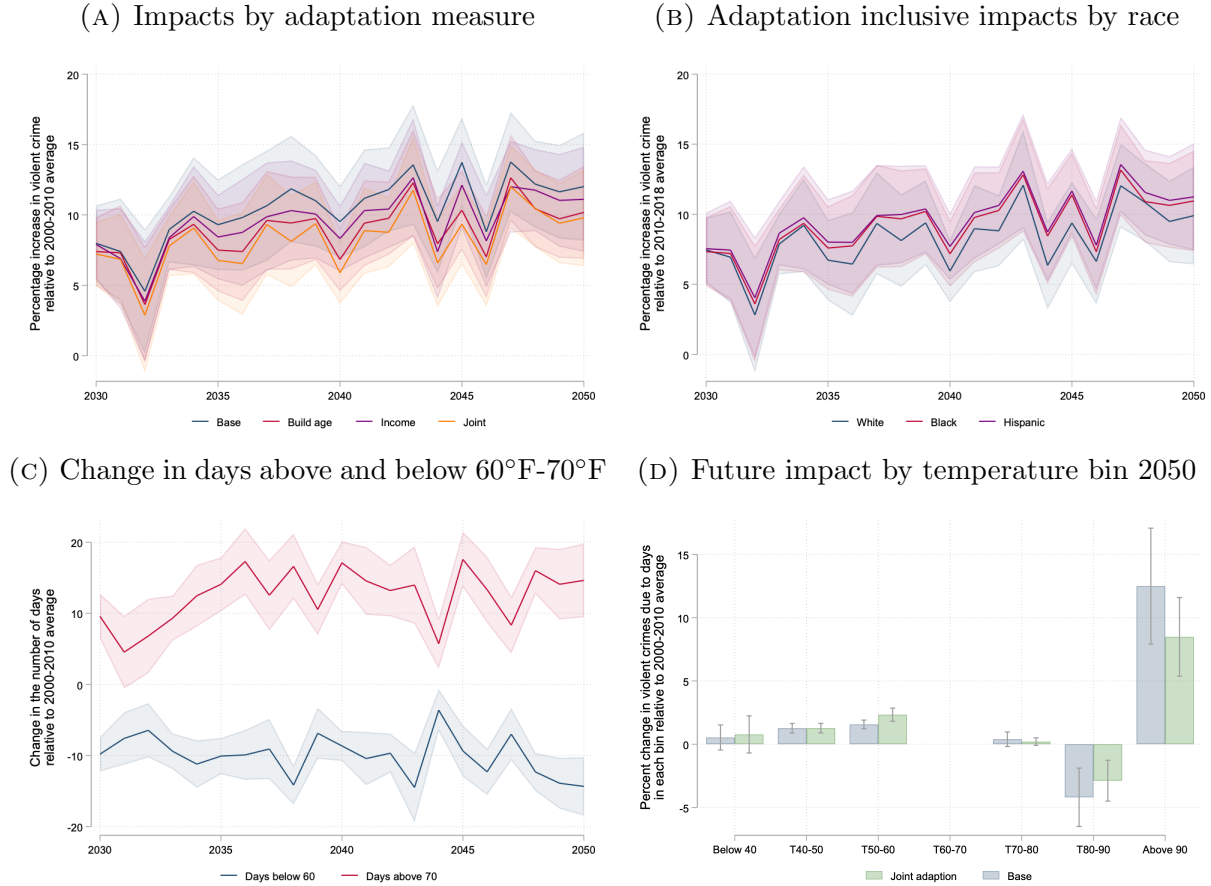 (A) Impacts by adaptation measure
Percentage increase in violent crime
relative to 2000-2010 average
20
15
10
5
0
2030
2035
2040
2045
2050
Base
Build age
Income
Joint
(B) Adaptation inclusive impacts by race
Percentage increase in violent crime
relative to 2010-2018 average
20
15
10
5
0
2030
2035
2040
2045
2050
White
Black
Hispanic
(C) Change in days above and below 60°F-70°F
Change in the number of days
relative to 2000-2010 average
20
10
0
-10
-20
2030
2035
2040
2045
2050
Days below 60
Days above 70
(D) Future impact by temperature bin 2050
Percent change in violent crimes due to days
in each bin relative to 2000-2010 average
15
10
5
0
-5
Below 40
T40-50
T50-60
T60-70
T70-80
T80-90
Above 90
Joint adaption
Base